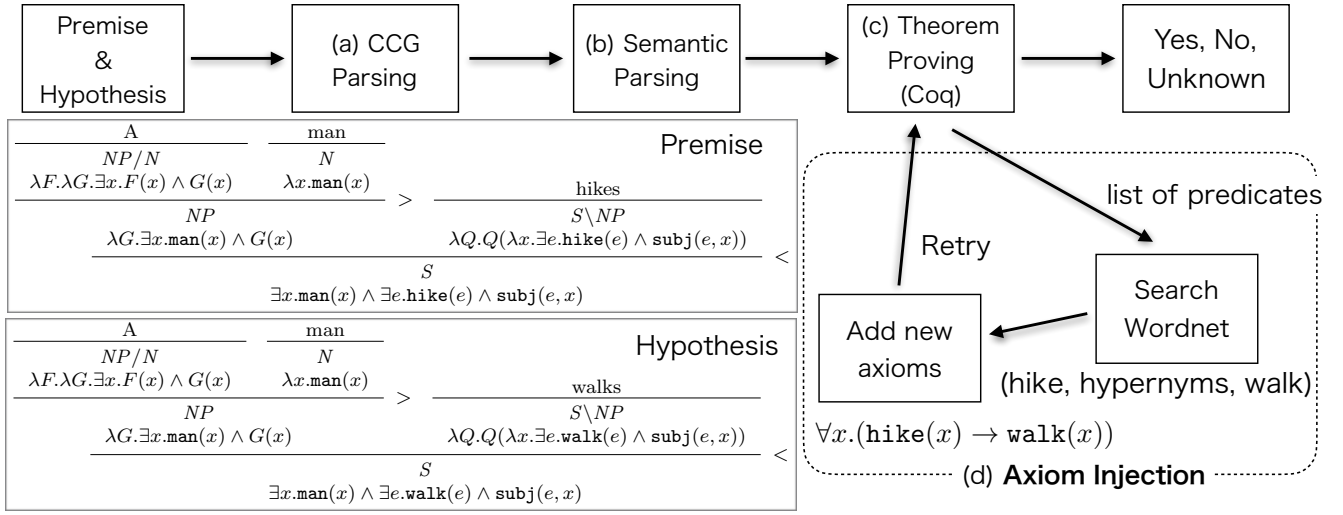 Premise
&
Hypothesis
(a) CCG
Parsing
(b) Semantic
Parsing
(c) Theorem
Proving
(Coq)
Yes, No,
Unknown
Premise
A man
NP/N N
λF.λG.∃x.F(x) ∧ G(x) λx.man(x)
>
hikes
NP S\NP
λG.∃x.man(x) ∧ G(x) λQ.Q(λx.∃e.hike(e) ∧ subj(e, x))
<
S
∃x.man(x) ∧ ∃e.hike(e) ∧ subj(e, x)
Hypothesis
A man
NP/N N
λF.λG.∃x.F(x) ∧ G(x) λx.man(x)
>
walks
NP S\NP
λG.∃x.man(x) ∧ G(x) λQ.Q(λx.∃e.walk(e) ∧ subj(e, x))
<
S
∃x.man(x) ∧ ∃e.walk(e) ∧ subj(e, x)
list of predicates
Retry
Search
Wordnet
Add new
axioms
(hike, hypernyms, walk)
∀x.(hike(x) → walk(x))
(d) Axiom Injection